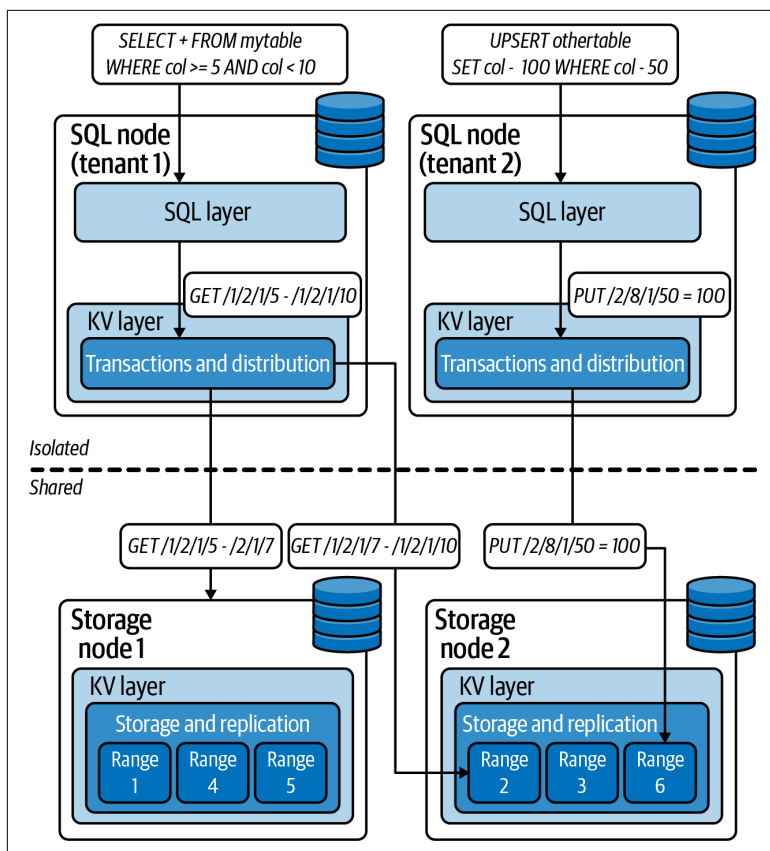 SELECT + FROM mytable
WHERE col >= 5 AND col < 10
UPSERT othertable
SET col - 100 WHERE col - 50
SQL node
(tenant 1)
SQL node
(tenant 2)
SQL layer
SQL layer
GET /1/2/1/5 - /1/2/1/10
PUT /2/8/1/50 = 100
KV layer
KV layer
Transactions and distribution
Transactions and distribution
Isolated
Shared
GET /1/2/1/5 - /2/1/7
GET /1/2/1/7 - /1/2/1/10
PUT /2/8/1/50 = 100
Storage
node 1
Storage
node 2
KV layer
KV layer
Storage and replication
Storage and replication
Range
1
Range
4
Range
5
Range
2
Range
3
Range
6